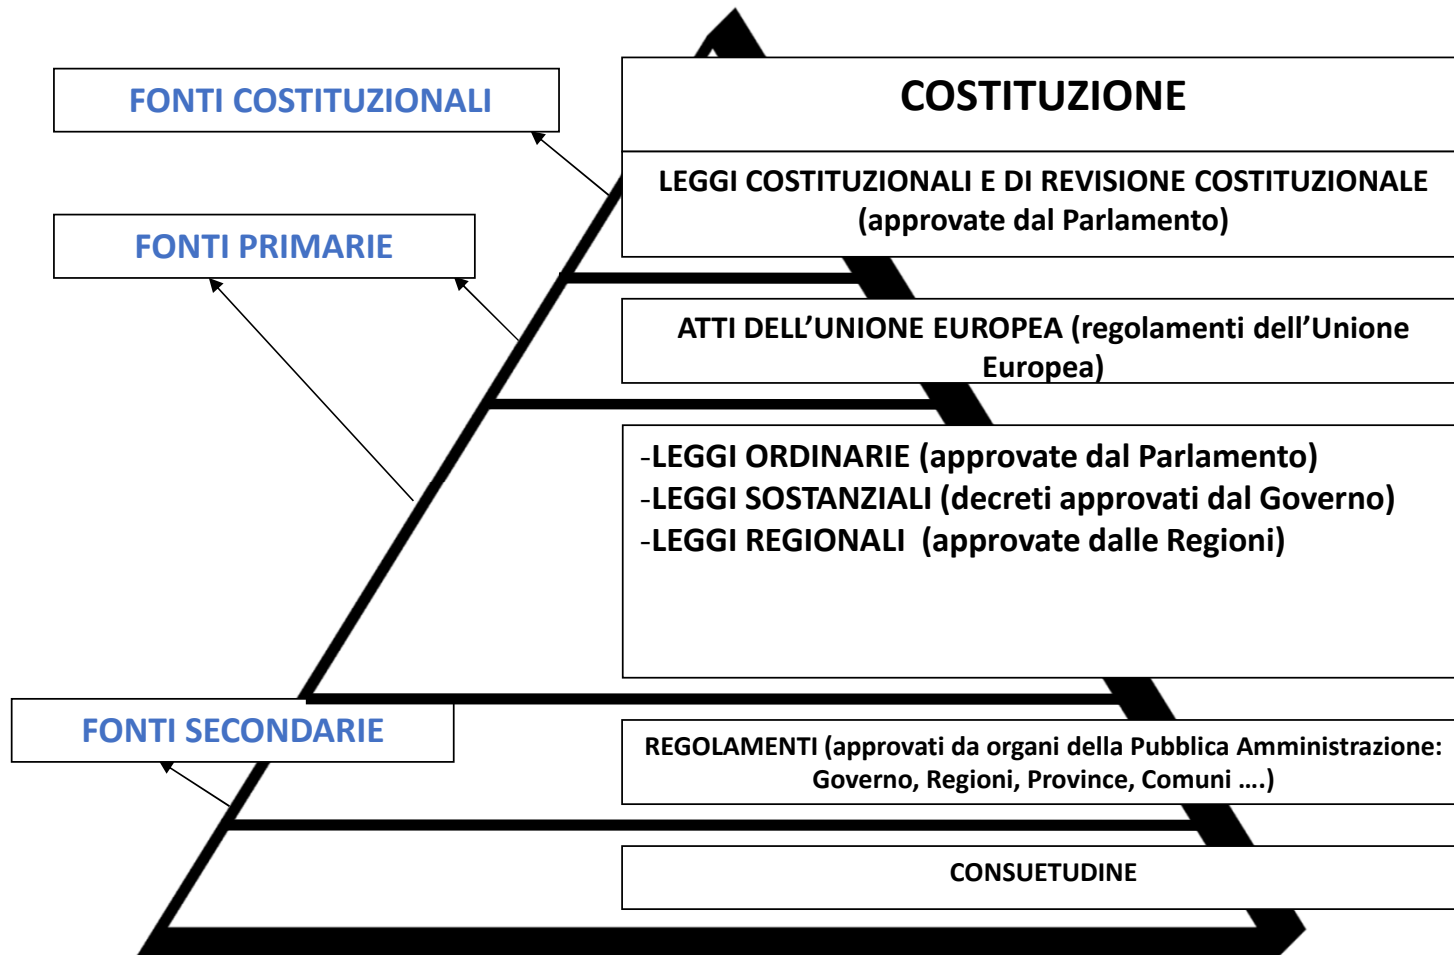 FONTI COSTITUZIONALI
COSTITUZIONE
LEGGI COSTITUZIONALI E DI REVISIONE COSTITUZIONALE
(approvate dal Parlamento)
FONTI PRIMARIE
ATTI DELL’UNIONE EUROPEA (regolamenti dell’Unione
Europea)
-LEGGI ORDINARIE (approvate dal Parlamento)
-LEGGI SOSTANZIALI (decreti approvati dal Governo)
-LEGGI REGIONALI  (approvate dalle Regioni)
FONTI SECONDARIE
REGOLAMENTI (approvati da organi della Pubblica Amministrazione:
Governo, Regioni, Province, Comuni ….)
CONSUETUDINE